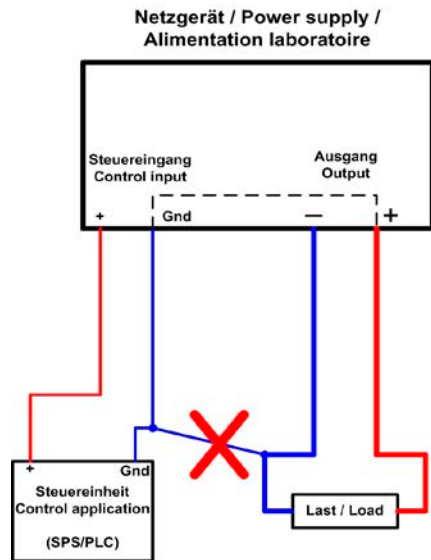 Netzgerät / Power supply /
Alimentation laboratoire
Steuereingang
Control input
Ausgang
Output
+
Gnd
—
+
+
Gnd
Steuereinheit
Control application
(SPS/PLC)
Last / Load